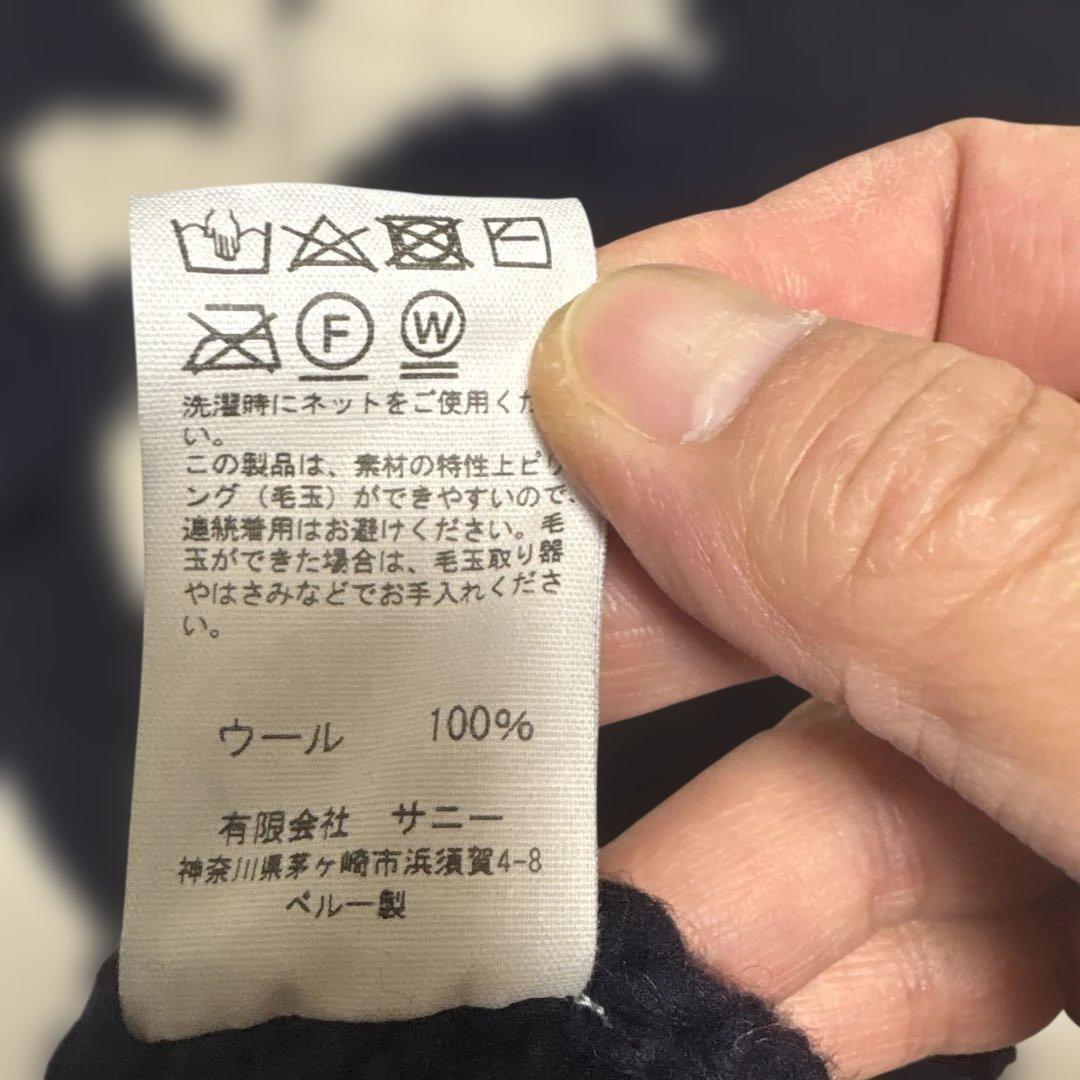 F W
洗濯時にネットをご使用くだ
い。
この製品は、素材の特性上ピリ
ング（毛玉）ができやすいので、
連続着用はお避けください。毛
玉ができた場合は、毛玉取り器
やはさみなどでお手入れくださ
い。
ウール 100%
有限会社 サニー
神奈川県茅ヶ崎市浜須賀4-8
ペルー製